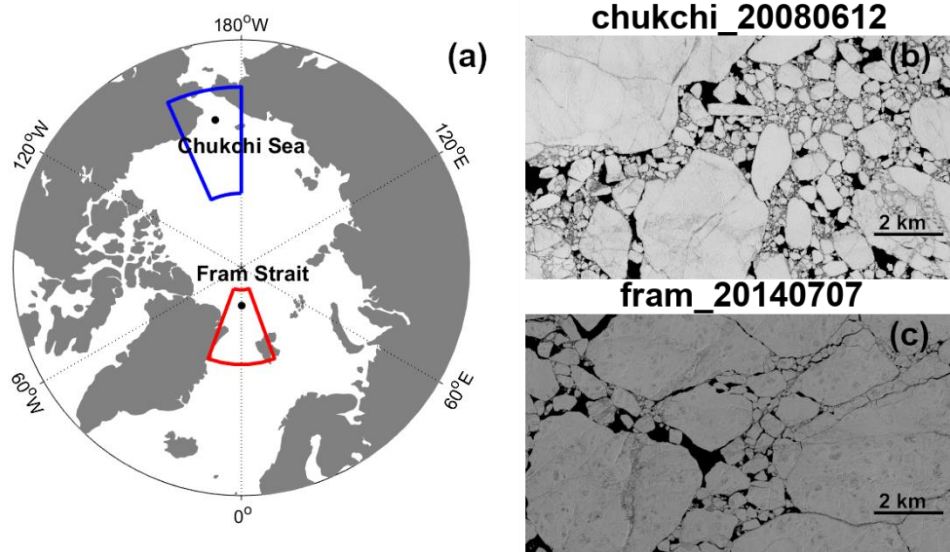 180°W
(a)
120°W
120°E
Chukchi Sea
Fram Strait
60°W
60°E
0°
chukchi_20080612
(b)
2 km
fram_20140707
(c)
2 km